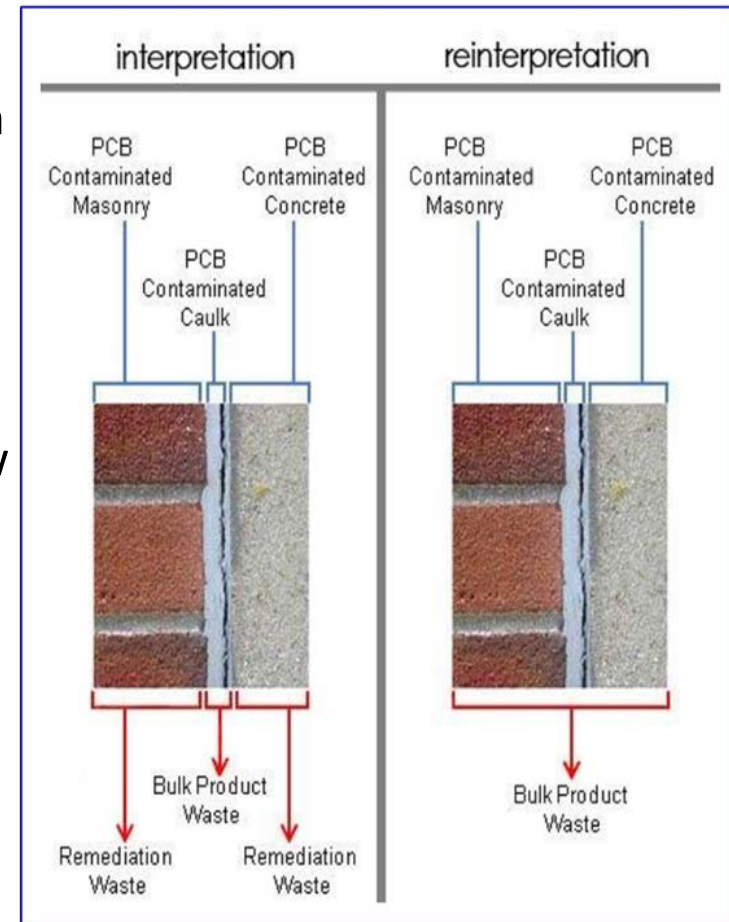 interpretation
reinterpretation
PCB
Contaminated
Masonry
PCB
Contaminated
Concrete
PCB
Contaminated
Caulk
PCB
Contaminated
Masonry
PCB
Contaminated
Concrete
PCB
Contaminated
Caulk
Bulk Product
Waste
Remediation
Waste
Remediation
Waste
Bulk Product
Waste